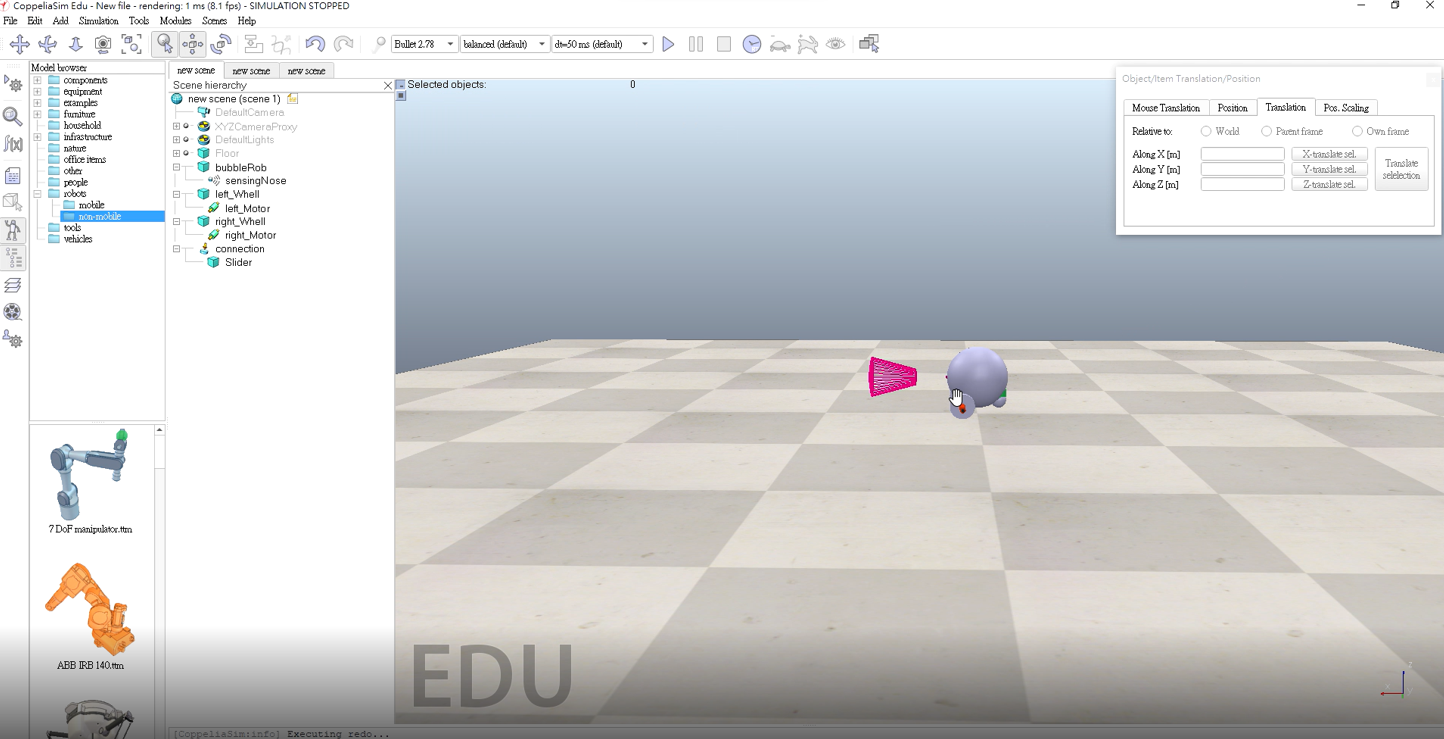 CoppeliaSim Edu - New file - rendering: 1 ms (8.1 fps) - SIMULATION STOPPED
File Edit Add Simulation Tools Modules Scenes Help
Bullet 2.78 balanced (default) dt=50 ms (default)
Model browser
components
equipment
examples
furniture
household
infrastructure
nature
office items
other
people
robots
mobile
non-mobile
tools
vehicles
7 DoF manipulator.ttm
ABB IRB 140.ttm
new scene new scene new scene
Scene hierarchy
new scene (scene 1)
DefaultCamera
XYZCameraProxy
DefaultLights
Floor
bubbleRob
sensingNose
left_Whell
left_Motor
right_Whell
right_Motor
connection
Slider
Selected objects: 0
Object/Item Translation/Position
Mouse Translation Position Translation Pos. Scaling
Relative to: World Parent frame Own frame
Along X [m] X-translate sel.
Along Y [m] Y-translate sel.
Along Z [m] Z-translate sel.
Translate
selelection
EDU
[CoppeliaSim:info] Executing redo...
f(x)